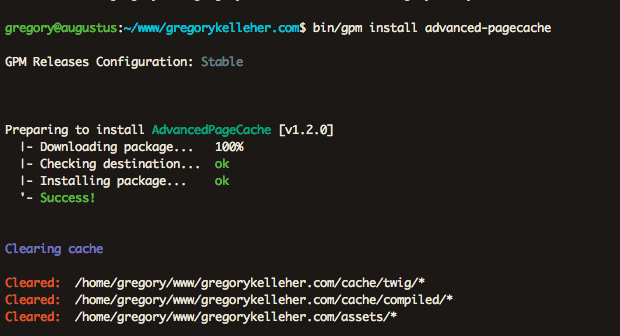 gregory@augustus:~/www/gregorykelleher.com$ bin/gpm install advanced-pagecache
GPM Releases Configuration: Stable
Preparing to install AdvancedPageCache [v1.2.0]
|- Downloading package... 100%
|- Checking destination... ok
|- Installing package... ok
'- Success!
Clearing cache
Cleared: /home/gregory/www/gregorykelleher.com/cache/twig/*
Cleared: /home/gregory/www/gregorykelleher.com/cache/compiled/*
Cleared: /home/gregory/www/gregorykelleher.com/assets/*